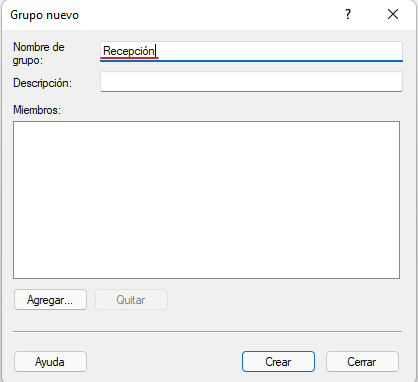 Grupo nuevo
?
Nombre de
grupo:
Recepción
Descripción:
Miembros:
Agregar...
Quitar
Ayuda
Crear
Cerrar